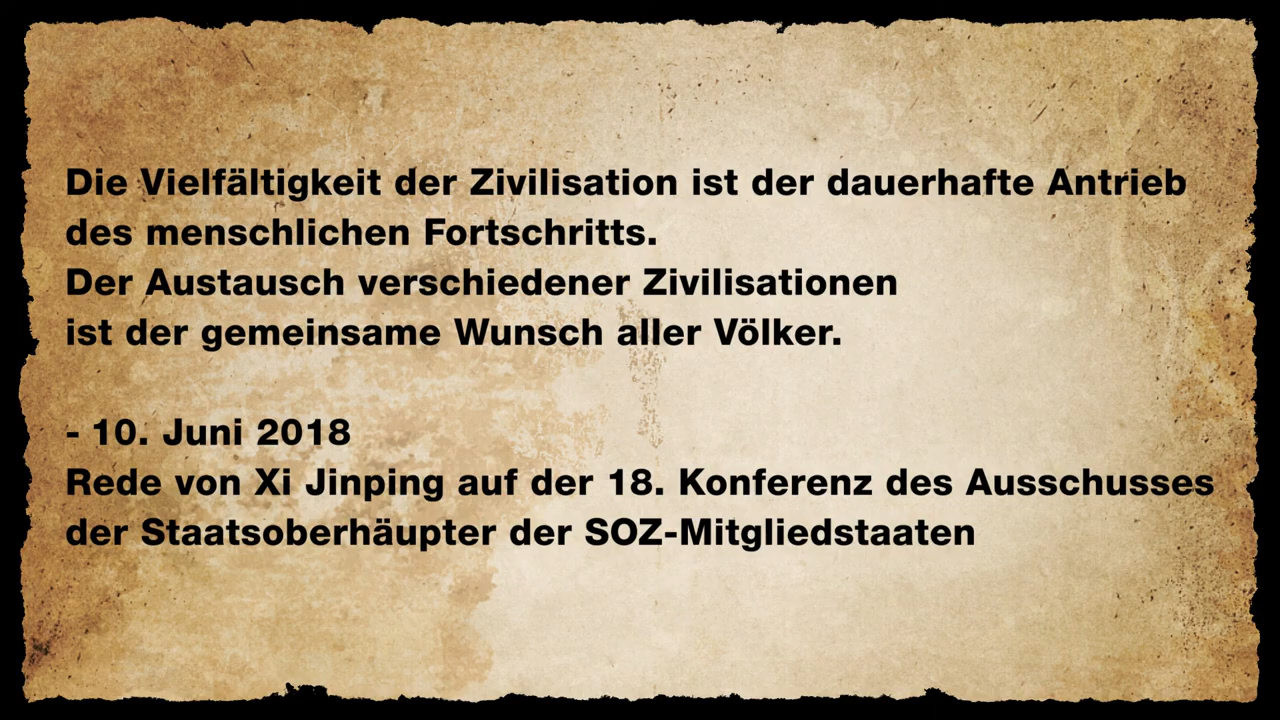 Die Vielfältigkeit der Zivilisation ist der dauerhafte Antrieb
des menschlichen Fortschritts.
Der Austausch verschiedener Zivilisationen
ist der gemeinsame Wunsch aller Völker.
- 10. Juni 2018
Rede von Xi Jinping auf der 18. Konferenz des Ausschusses
der Staatsoberhäupter der SOZ-Mitgliedstaaten